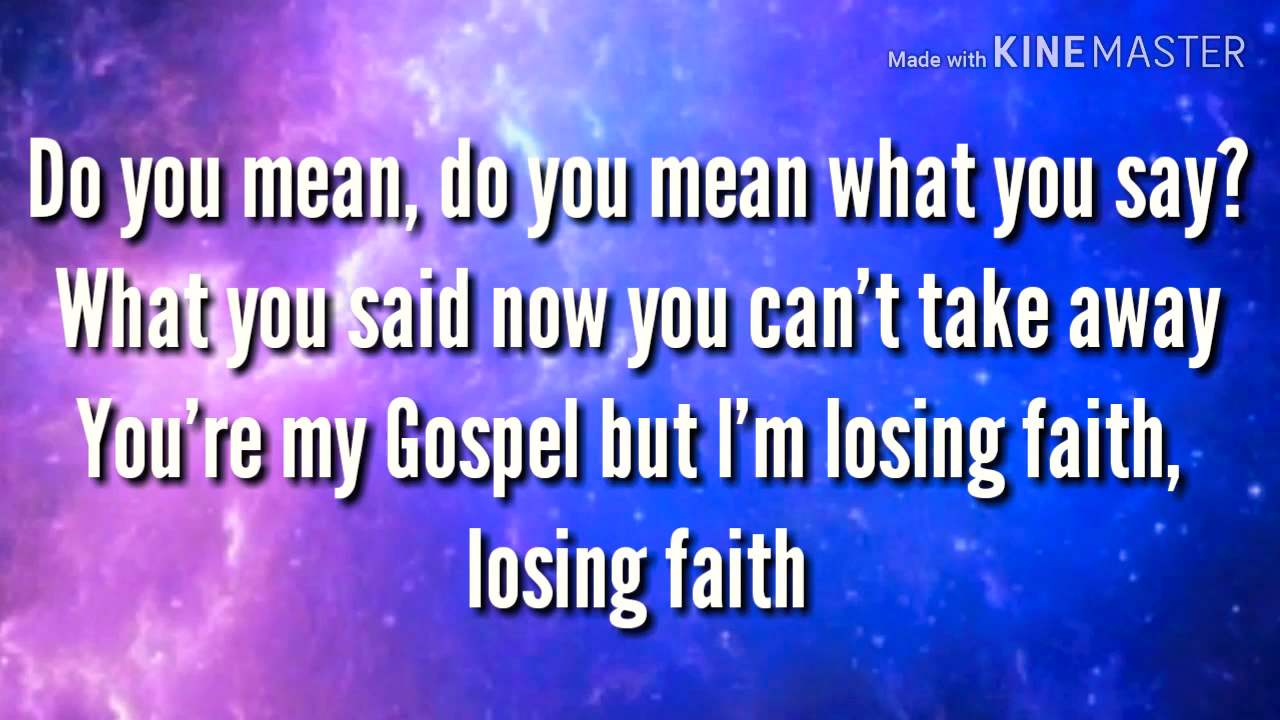 Made with KINEMASTER
Do you mean, do you mean what you say?
What you said now you can’t take away
You’re my Gospel but I’m losing faith,
losing faith